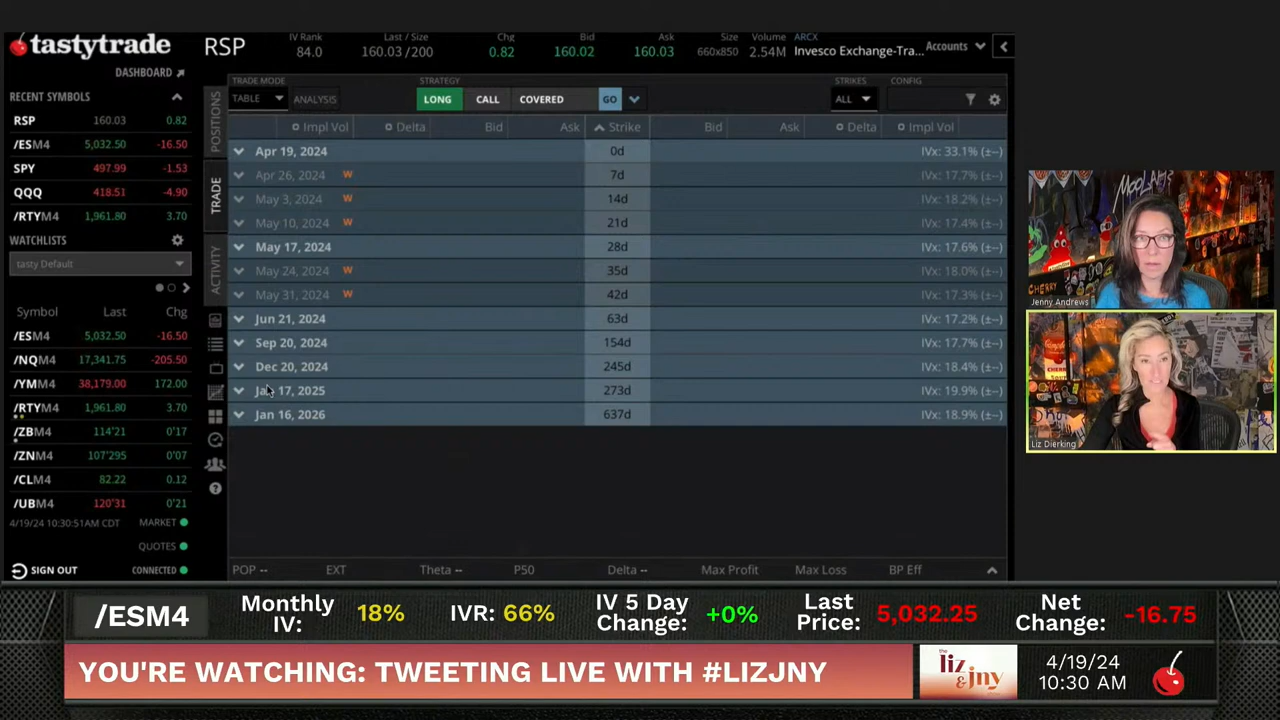 tastytrade
DASHBOARD
RECENT SYMBOLS
RSP 160.03 0.82
/ESM4 5,032.50 -16.50
SPY 497.99 -1.53
QQQ 418.51 -4.90
/RTYM4 1,961.80 3.70
WATCHLISTS
tasty Default
Symbol Last Chg
/ESM4 5,032.50 -16.50
/NQM4 17,341.75 -205.50
/YMM4 38,179.00 172.00
/RTYM4 1,961.80 3.70
/ZBM4 114'21 0'17
/ZNM4 107'295 0'07
/CLM4 82.22 0.12
/UBM4 120'31 0'21
4/19/24 10:30:51AM CDT MARKET
QUOTES
SIGN OUT CONNECTED
RSP
IV Rank Last / Size Chg Bid Ask Size Volume ARCX
84.0 160.03 /200 0.82 160.02 160.03 660x850 2.54M Invesco Exchange-Tra...
Accounts
POSITIONS
TRADE
ACTIVITY
TRADE MODE STRATEGY STRIKES CONFIG
TABLE ANALYSIS LONG CALL COVERED GO ALL
Impl Vol Delta Bid Ask Strike Bid Ask Delta Impl Vol
Apr 19, 2024 0d IVx: 33.1% (±--)
Apr 26, 2024 W 7d IVx: 17.7% (±--)
May 3, 2024 W 14d IVx: 18.2% (±--)
May 10, 2024 W 21d IVx: 17.4% (±--)
May 17, 2024 28d IVx: 17.6% (±--)
May 24, 2024 W 35d IVx: 18.0% (±--)
May 31, 2024 W 42d IVx: 17.3% (±--)
Jun 21, 2024 63d IVx: 17.2% (±--)
Sep 20, 2024 154d IVx: 17.7% (±--)
Dec 20, 2024 245d IVx: 18.4% (±--)
Jan 17, 2025 273d IVx: 19.9% (±--)
Jan 16, 2026 637d IVx: 18.9% (±--)
POP -- EXT Theta -- P50 Delta -- Max Profit Max Loss BP Eff
Jenny Andrews
Liz Dierking
/ESM4
Monthly IV: 18%
IVR: 66%
IV 5 Day Change: +0%
Last Price: 5,032.25
Net Change: -16.75
YOU'RE WATCHING: TWEETING LIVE WITH #LIZJNY
the liz & jny show
4/19/24
10:30 AM